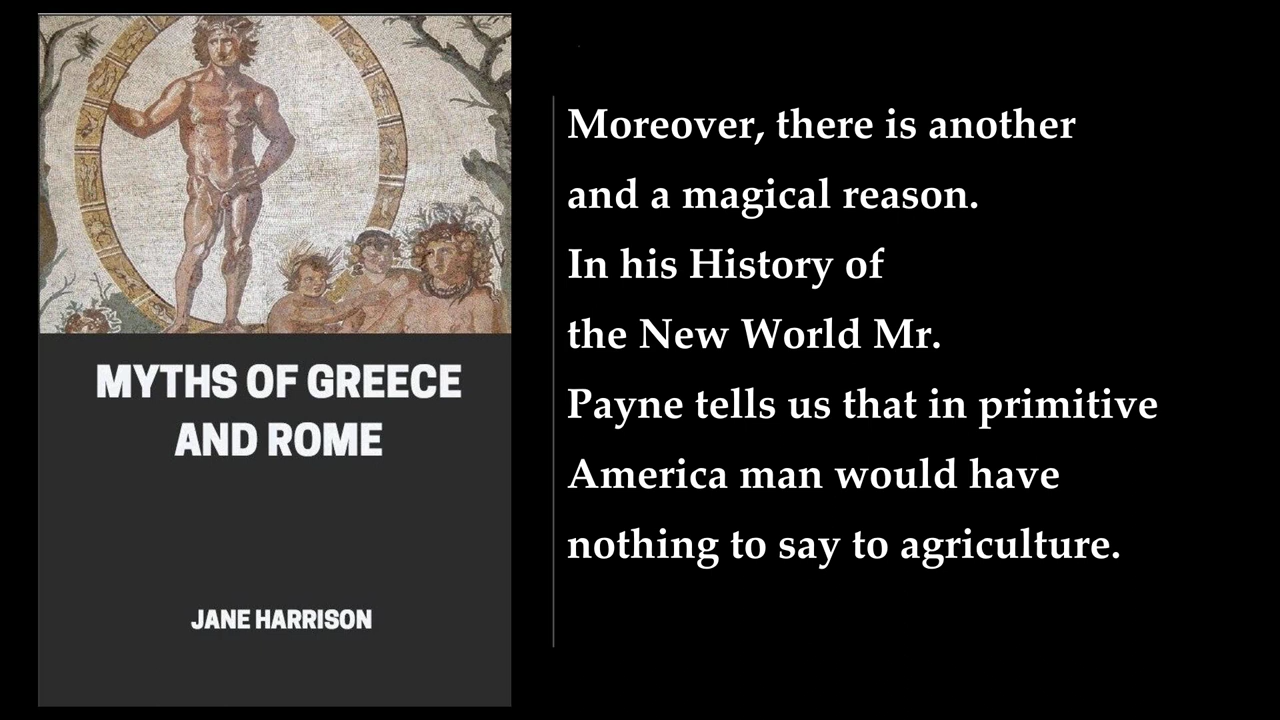 MYTHS OF GREECE
AND ROME
JANE HARRISON
Moreover, there is another
and a magical reason.
In his History of
the New World Mr.
Payne tells us that in primitive
America man would have
nothing to say to agriculture.